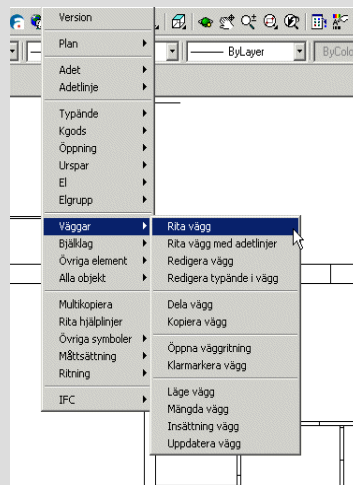 Version
ByLayer
ByColo
Plan
Adet
Adetlinje
Typände
Kgods
Öppning
Urspar
El
Elgrupp
Väggar
Bjälklag
Övriga element
Alla objekt
Multikopiera
Rita hjälplinjer
Övriga symboler
Måttsättning
Ritning
IFC
Rita vägg
Rita vägg med adetlinjer
Redigera vägg
Redigera typände i vägg
Dela vägg
Kopiera vägg
Öppna väggritning
Klarmarkera vägg
Läge vägg
Mängda vägg
Insättning vägg
Uppdatera vägg